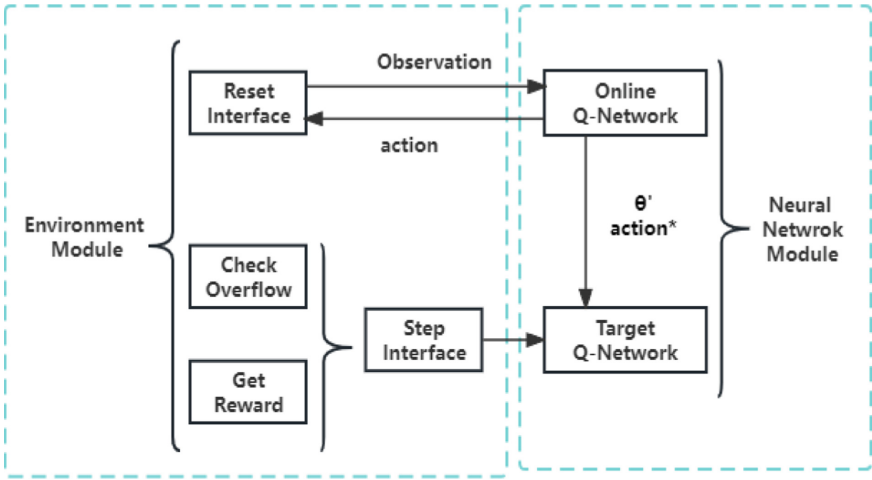 Observation
Reset
Interface
Online
Q-Network
action
Environment
Module
θ'
action*
Neural
Netwrok
Module
Check
Overflow
Step
Interface
Target
Q-Network
Get
Reward